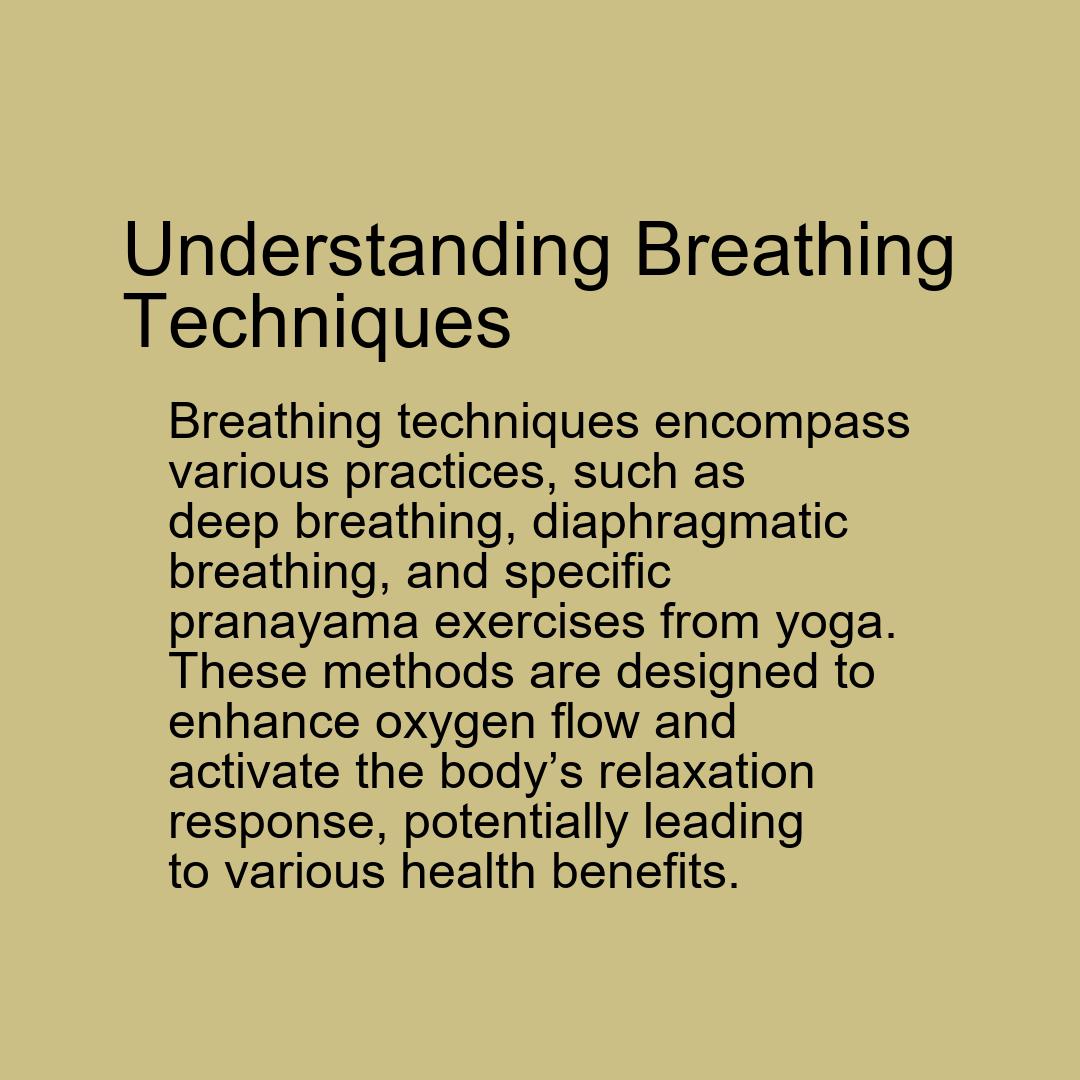 Understanding Breathing
Techniques
Breathing techniques encompass
various practices, such as
deep breathing, diaphragmatic
breathing, and specific
pranayama exercises from yoga.
These methods are designed to
enhance oxygen flow and
activate the body’s relaxation
response, potentially leading
to various health benefits.